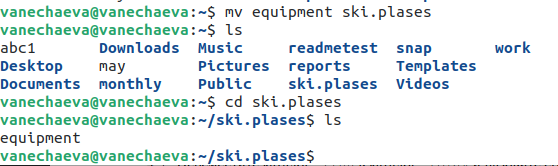 vanechaeva@vanechaeva:~$ mv equipment ski.plases
vanechaeva@vanechaeva:~$ ls
abc1 Downloads Music readmetest snap work
Desktop may Pictures reports Templates
Documents monthly Public ski.plases Videos
vanechaeva@vanechaeva:~$ cd ski.plases
vanechaeva@vanechaeva:~/ski.plases$ ls
equipment
vanechaeva@vanechaeva:~/ski.plases$